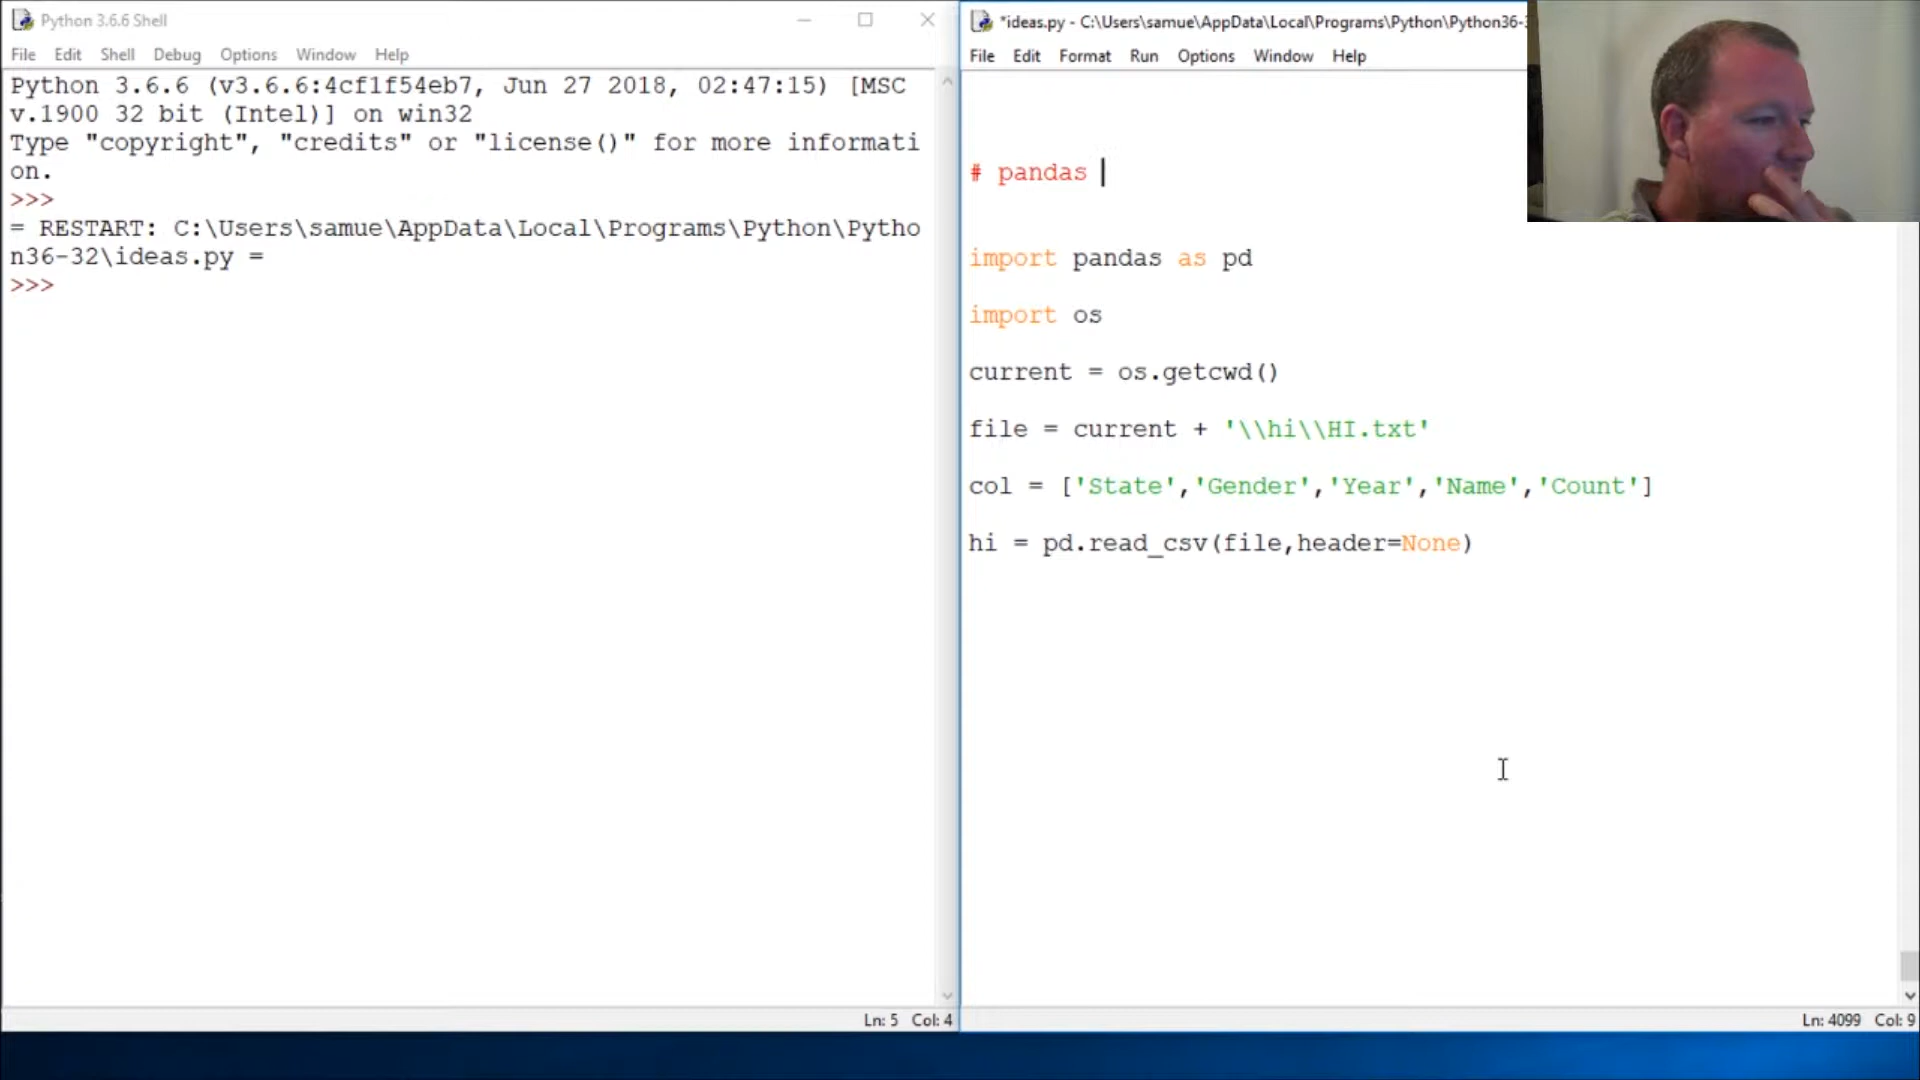 Python 3.6.6 Shell
File Edit Shell Debug Options Window Help
Python 3.6.6 (v3.6.6:4cf1f54eb7, Jun 27 2018, 02:47:15) [MSC
v.1900 32 bit (Intel)] on win32
Type "copyright", "credits" or "license()" for more informati
on.
>>>
= RESTART: C:\Users\samue\AppData\Local\Programs\Python\Pytho
n36-32\ideas.py =
>>>
Ln: 5 Col: 4
*ideas.py - C:\Users\samue\AppData\Local\Programs\Python\Python36-
File Edit Format Run Options Window Help
# pandas
import pandas as pd
import os
current = os.getcwd()
file = current + '\\hi\\HI.txt'
col = ['State','Gender','Year','Name','Count']
hi = pd.read_csv(file,header=None)
Ln: 4099 Col: 9